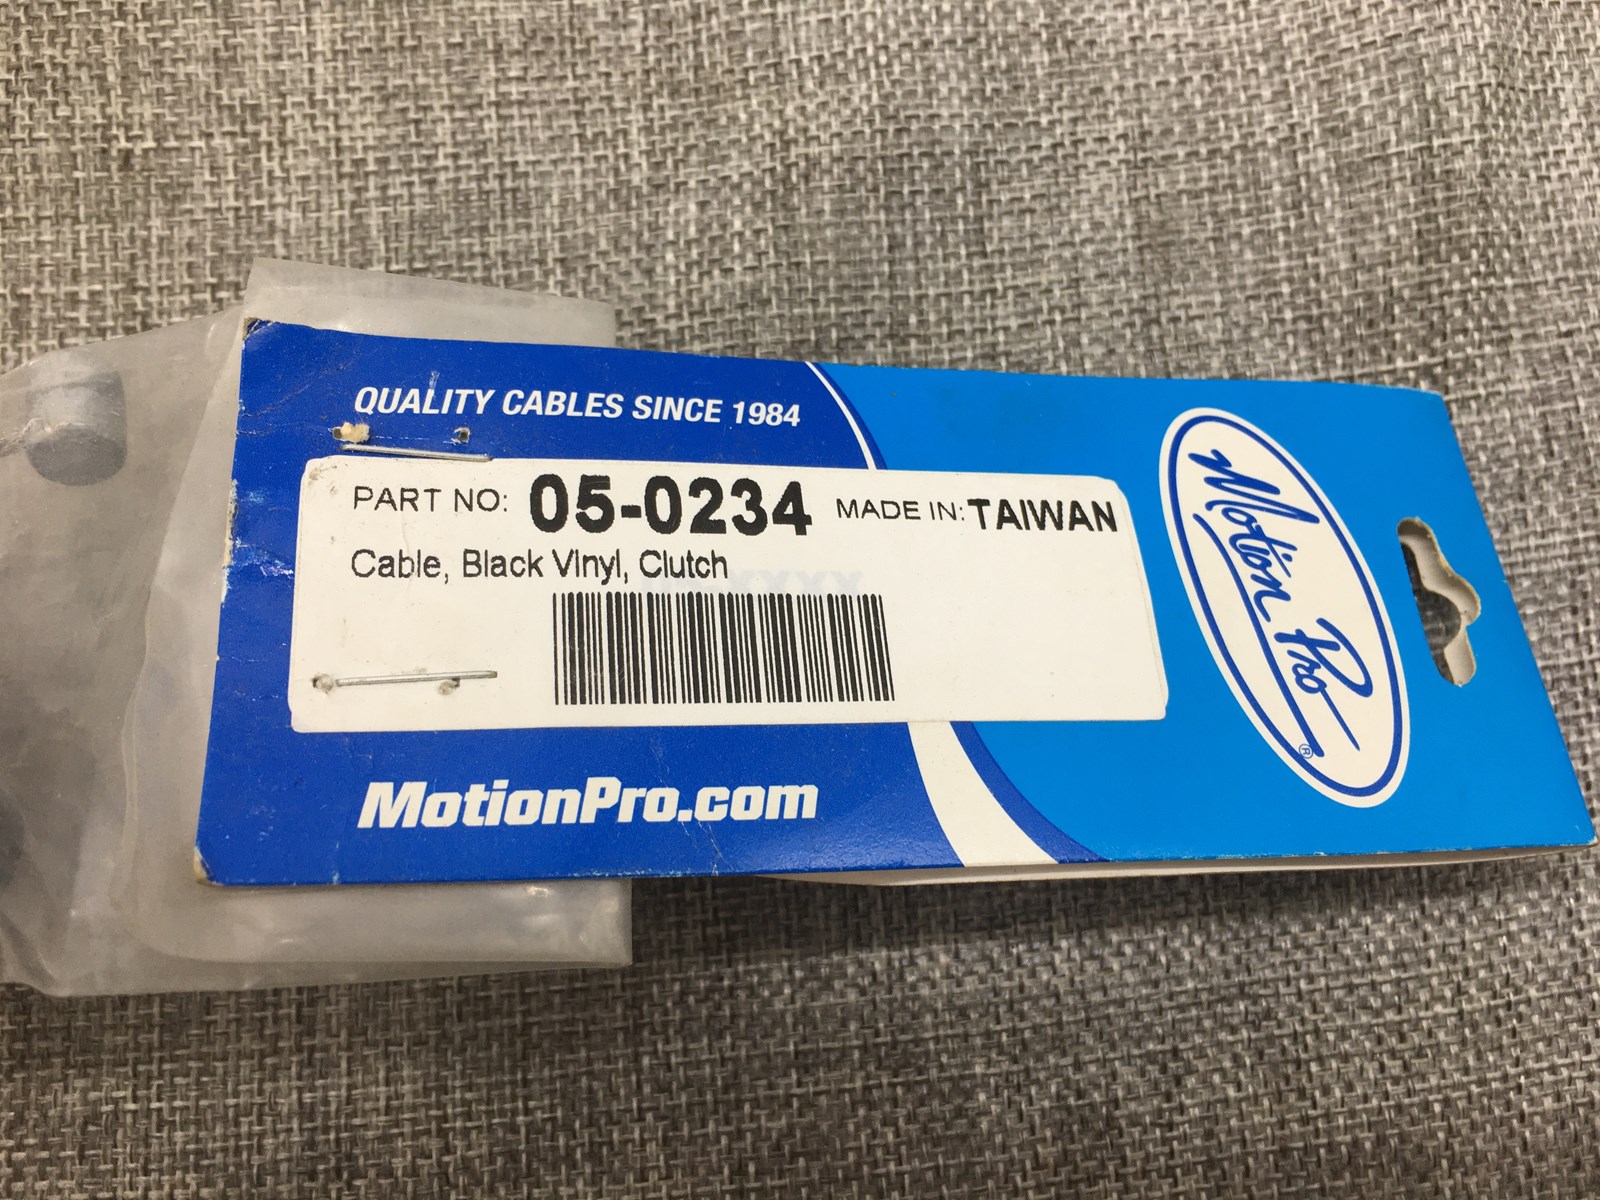 QUALITY CABLES SINCE 1984
PART NO: 05-0234 MADE IN: TAIWAN
Cable, Black Vinyl, Clutch
MotionPro.com
Motion Pro®